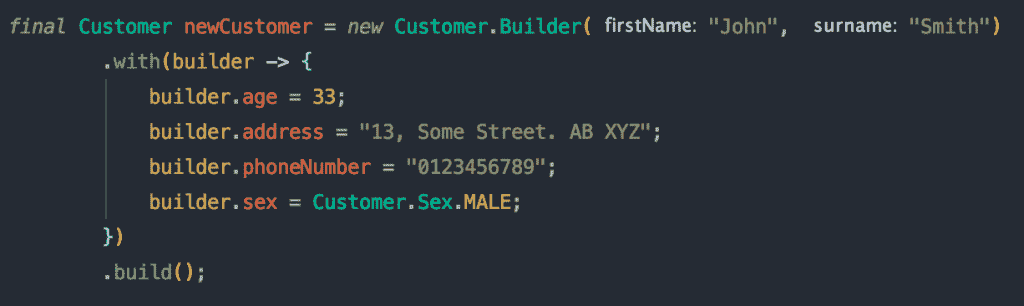 final Customer newCustomer = new Customer.Builder( firstName: "John", surname: "Smith")
.with(builder -> {
builder.age = 33;
builder.address = "13, Some Street. AB XYZ";
builder.phoneNumber = "0123456789";
builder.sex = Customer.Sex.MALE;
})
.build();